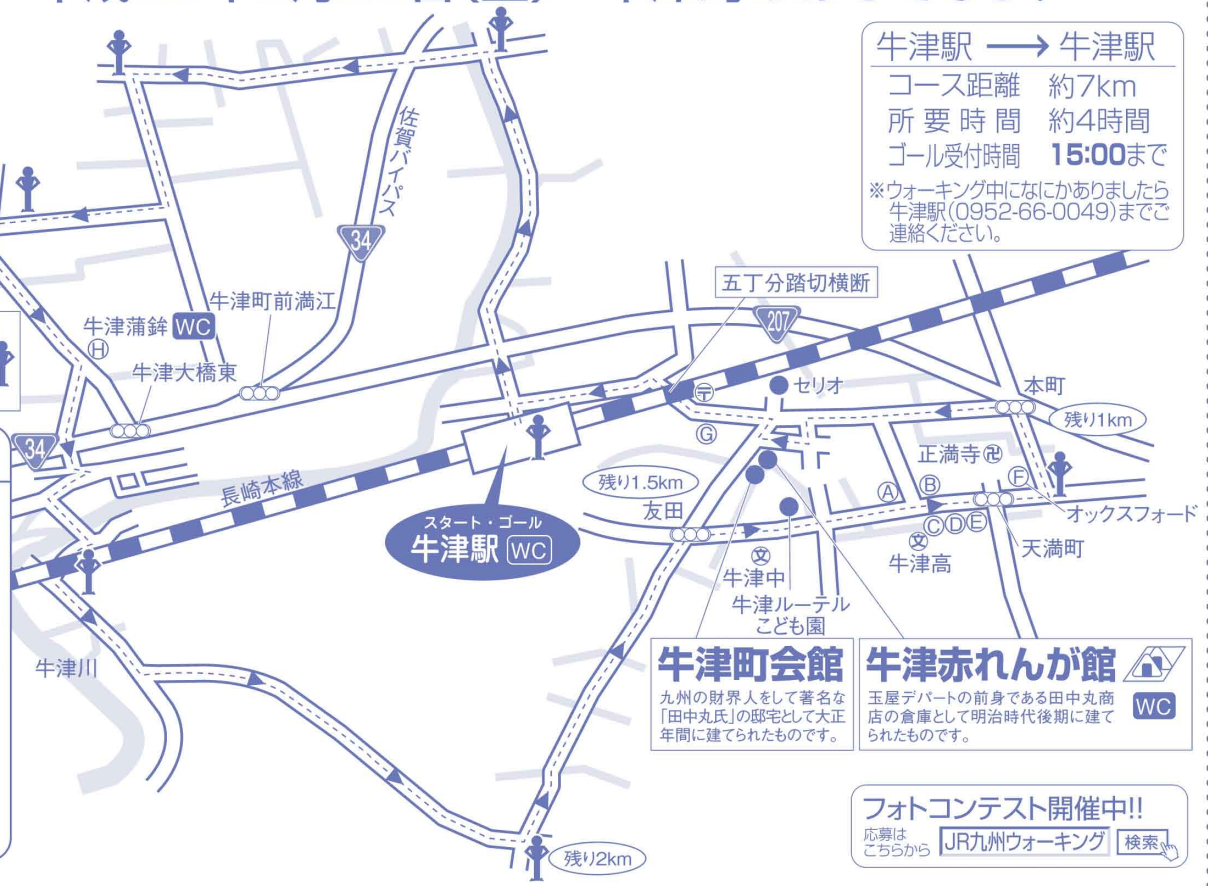 牛津駅 → 牛津駅
コース距離 約7km
所要時間 約4時間
ゴール受付時間 15:00まで
※ウォーキング中になにかありましたら
牛津駅(0952-66-0049)までご
連絡ください。
佐賀バイパス
34
五丁分踏切横断
207
牛津町前満江
牛津蒲鉾 WC
H
牛津大橋東
セリオ
本町
残り1km
〒
G
34
長崎本線
残り1.5km
友田
正満寺 卍
A
B
F
オックスフォード
スタート・ゴール
牛津駅 WC
C D E
天満町
文
牛津高
文
牛津中
牛津ルーテル
こども園
牛津川
牛津町会館
九州の財界人をして著名な
「田中丸氏」の邸宅として大正
年間に建てられたものです。
牛津赤れんが館
玉屋デパートの前身である田中丸商
店の倉庫として明治時代後期に建て
られたものです。
WC
残り2km
フォトコンテスト開催中!!
応募は
こちらから JR九州ウォーキング 検索